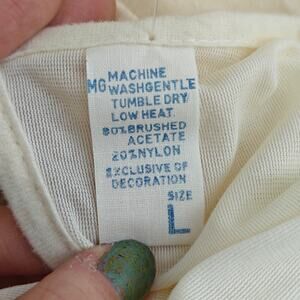 MACHINE
MG WASHGENTLE
TUMBLE DRY
LOW HEAT.
80% BRUSHED
ACETATE
20% NYLON
EXCLUSIVE OF
DECORATION
SIZE
L